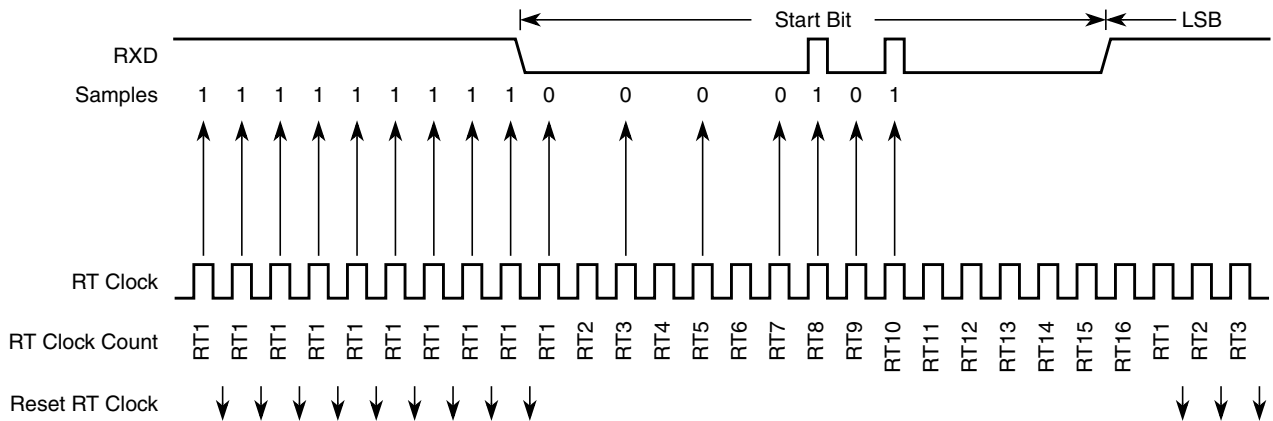 Start Bit LSB
RXD
Samples 1 1 1 1 1 1 1 1 1 0 0 0 0 1 0 1
RT Clock
RT Clock Count RT1 RT1 RT1 RT1 RT1 RT1 RT1 RT1 RT1 RT1 RT2 RT3 RT4 RT5 RT6 RT7 RT8 RT9 RT10 RT11 RT12 RT13 RT14 RT15 RT16 RT1 RT2 RT3
Reset RT Clock